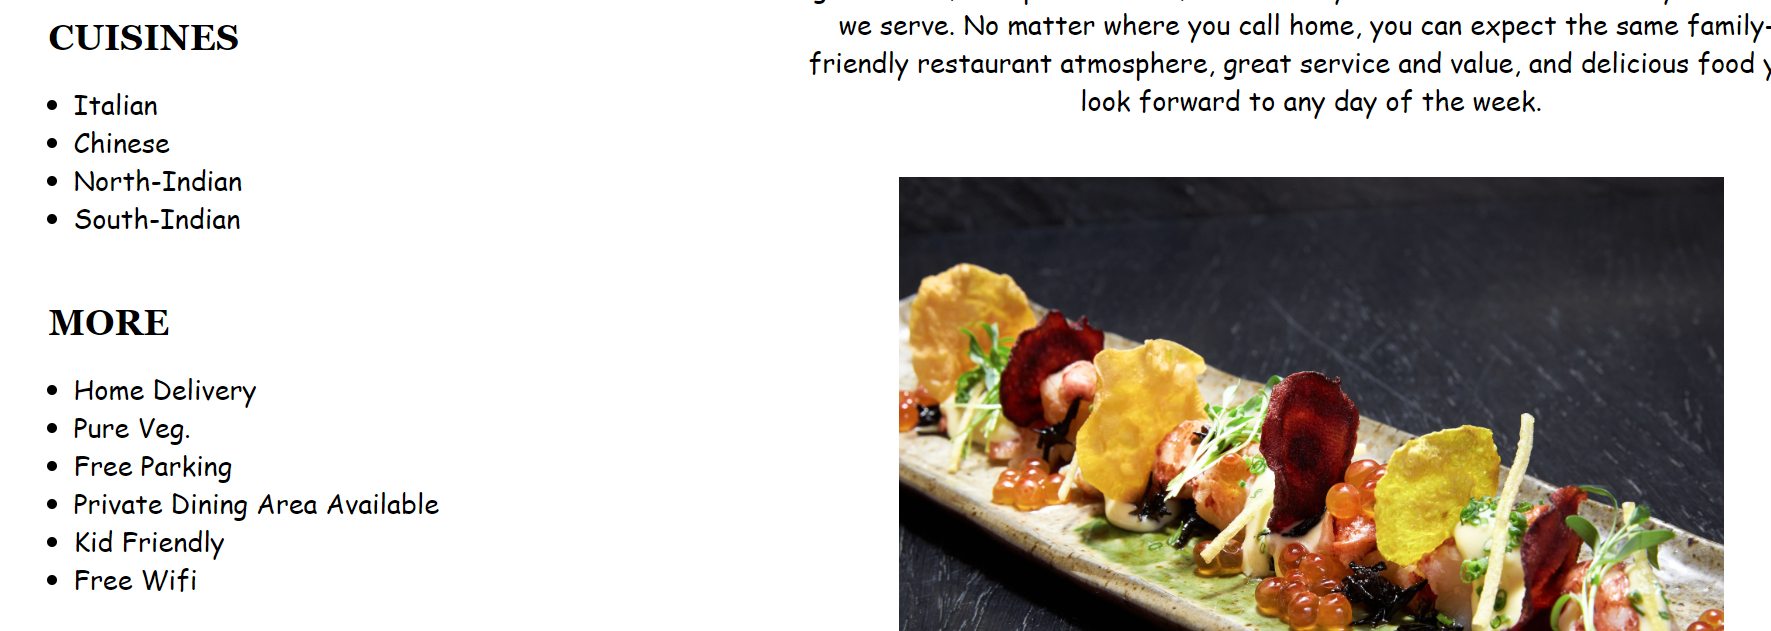 CUISINES
Italian
Chinese
North-Indian
South-Indian
MORE
Home Delivery
Pure Veg.
Free Parking
Private Dining Area Available
Kid Friendly
Free Wifi
we serve. No matter where you call home, you can expect the same family-
friendly restaurant atmosphere, great service and value, and delicious food
look forward to any day of the week.